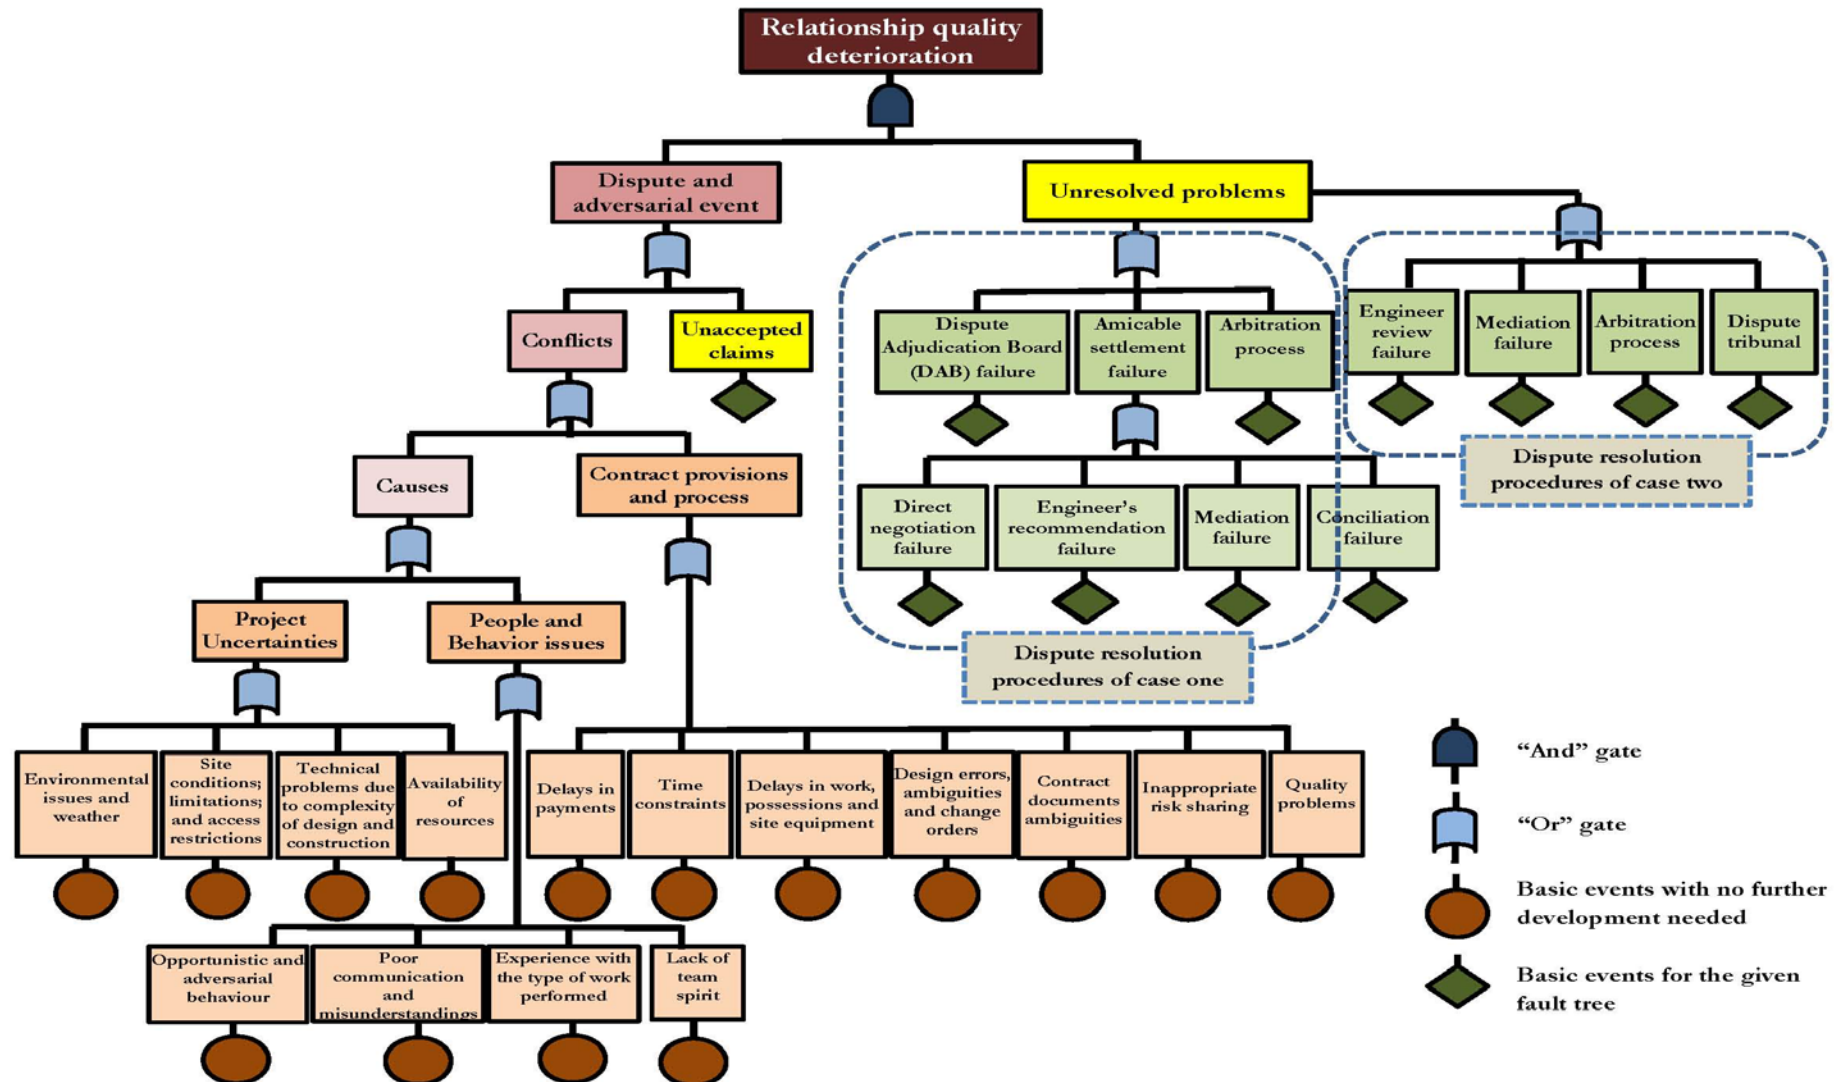 Relationship quality
deterioration
Dispute and
adversarial event
Unresolved problems
Conflicts
Unaccepted
claims
Dispute
Adjudication Board
(DAB) failure
Amicable
settlement
failure
Arbitration
process
Engineer
review
failure
Mediation
failure
Arbitration
process
Dispute
tribunal
Causes
Contract provisions
and process
Dispute resolution
procedures of case two
Direct
negotiation
failure
Engineer's
recommendation
failure
Mediation
failure
Conciliation
failure
Project
Uncertainties
People and
Behavior issues
Dispute resolution
procedures of case one
Environmental
issues and
weather
Site
conditions;
limitations;
and access
restrictions
Technical
problems due
to complexity
of design and
construction
Availability
of
resources
Delays in
payments
Time
constraints
Delays in work,
possessions and
site equipment
Design errors,
ambiguities
and change
orders
Contract
documents
ambiguities
Inappropriate
risk sharing
Quality
problems
Opportunistic and
adversarial
behaviour
Poor
communication
and
misunderstandings
Experience with
the type of work
performed
Lack of
team
spirit
“And” gate
“Or” gate
Basic events with no further
development needed
Basic events for the given
fault tree